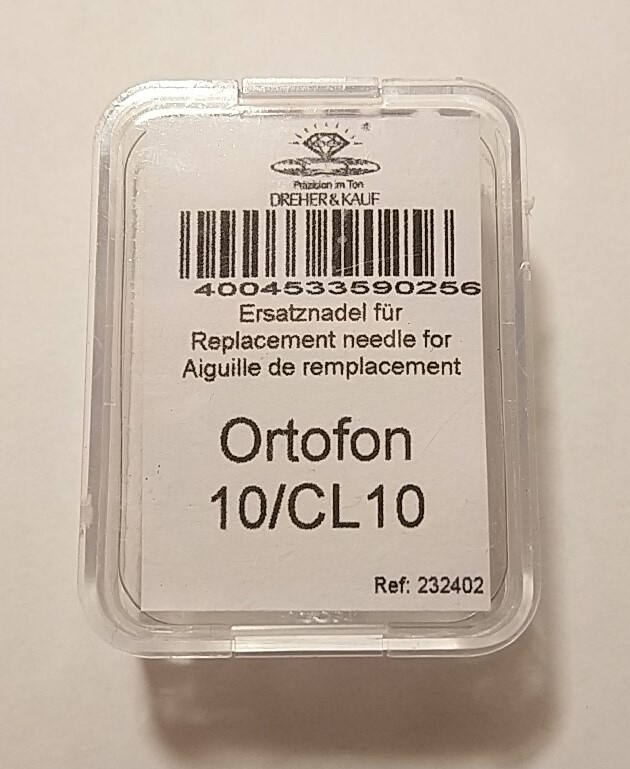 ®
Präzision im Ton
DREHER & KAUF
4004533590256
Ersatznadel für
Replacement needle for
Aiguille de remplacement
Ortofon
10/CL10
Ref: 232402